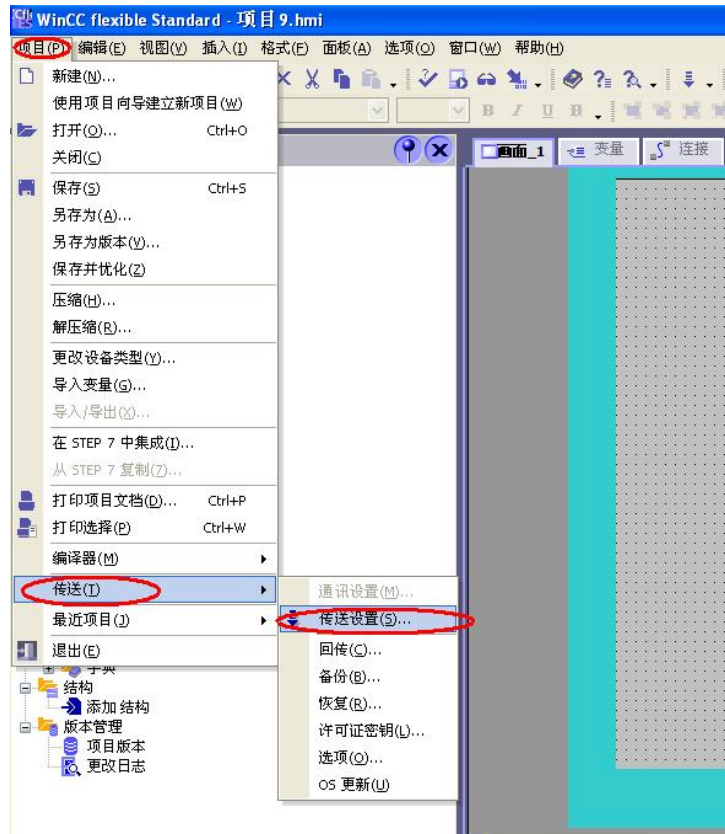 WinCC flexible Standard - 项目9.hmi
项目(P) 编辑(E) 视图(V) 插入(I) 格式(F) 面板(A) 选项(O) 窗口(W) 帮助(H)
新建(N)...
使用项目向导建立新项目(W)
打开(O)... Ctrl+O
关闭(C)
画面_1 变量 连接
保存(S) Ctrl+S
另存为(A)...
另存为版本(V)...
保存并优化(Z)
压缩(H)...
解压缩(R)...
更改设备类型(Y)...
导入变量(G)...
导入/导出(X)...
在 STEP 7 中集成(I)...
从 STEP 7 复制(7)...
打印项目文档(D)... Ctrl+P
打印选择(P) Ctrl+W
编译器(M)
传送(T)
最近项目(J)
退出(E)
通讯设置(M)...
传送设置(S)...
回传(C)...
备份(B)...
恢复(R)...
许可证密钥(L)...
选项(O)...
OS 更新(U)
字典
结构
添加 结构
版本管理
项目版本
更改日志